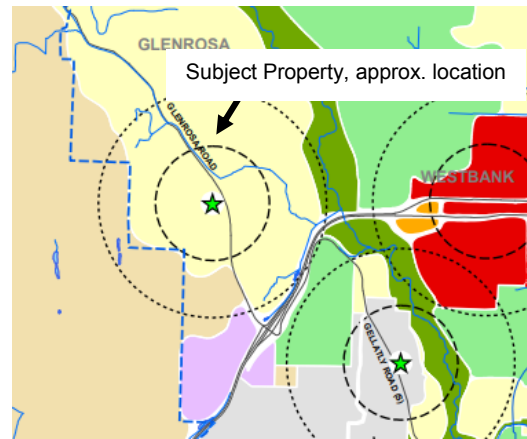 GLENROSA
Subject Property, approx. location
GLENROSA ROAD
WESTBANK
GELLATLY ROAD (S)